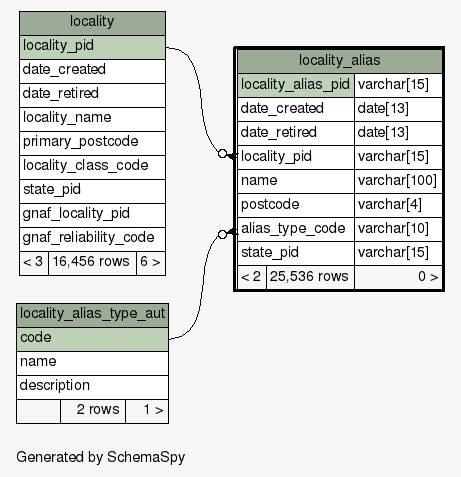 locality
locality_pid
date_created
date_retired
locality_name
primary_postcode
locality_class_code
state_pid
gnaf_locality_pid
gnaf_reliability_code
< 3 16,456 rows 6 >
locality_alias
locality_alias_pid varchar[15]
date_created date[13]
date_retired date[13]
locality_pid varchar[15]
name varchar[100]
postcode varchar[4]
alias_type_code varchar[10]
state_pid varchar[15]
< 2 25,536 rows 0 >
locality_alias_type_aut
code
name
description
2 rows 1 >
Generated by SchemaSpy